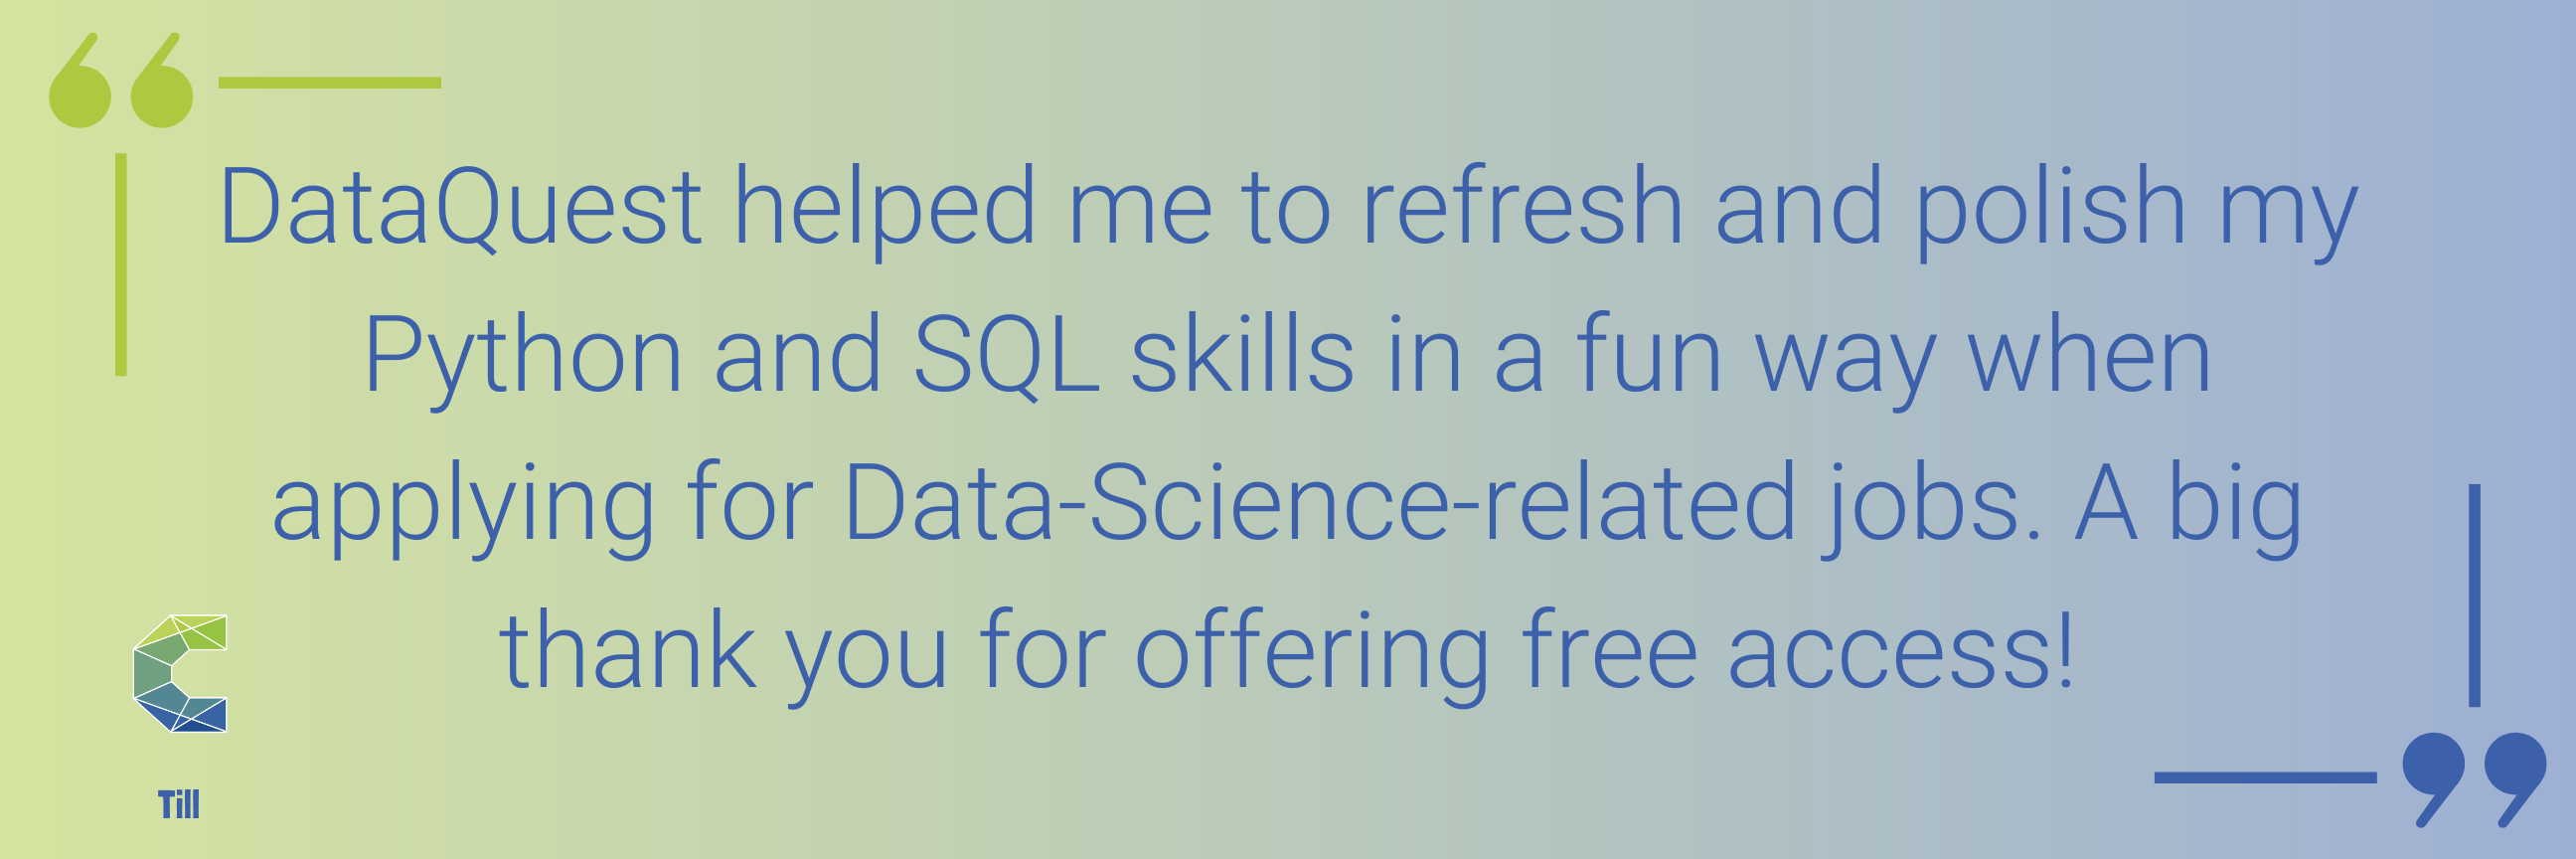 DataQuest helped me to refresh and polish my
Python and SQL skills in a fun way when
applying for Data-Science-related jobs. A big
thank you for offering free access!
Till